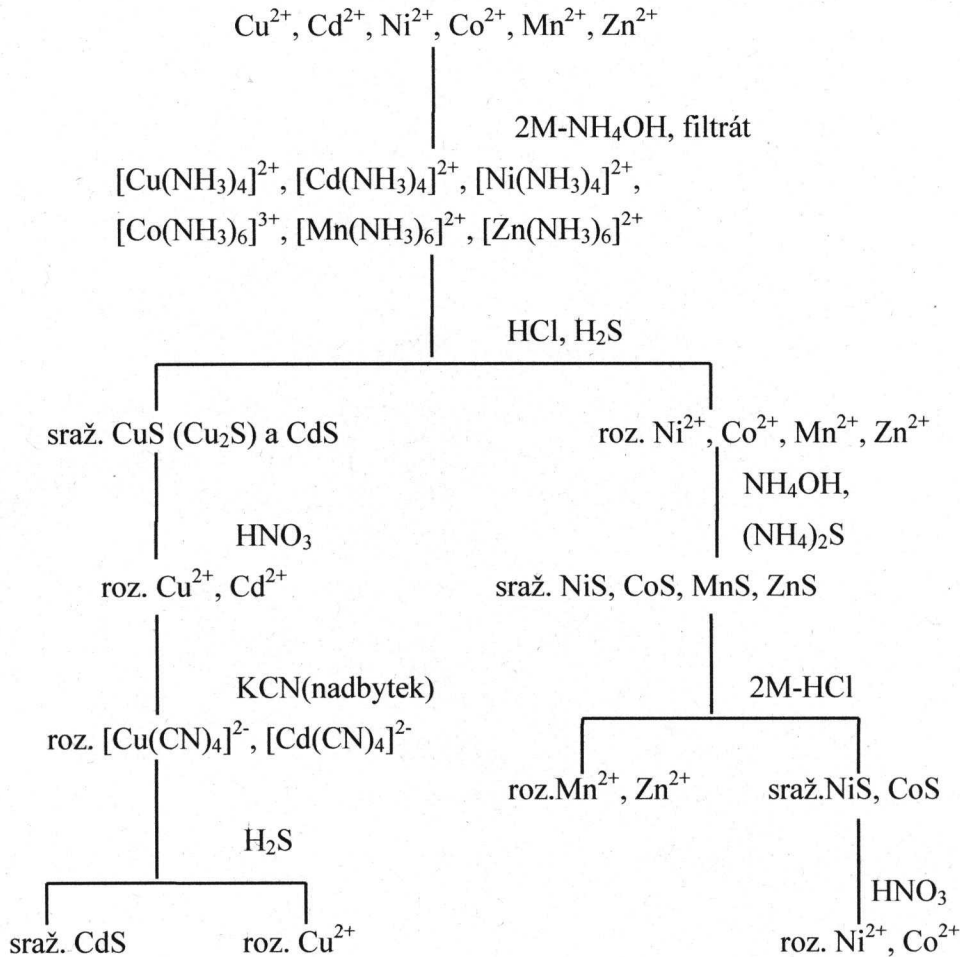 Cu²⁺, Cd²⁺, Ni²⁺, Co²⁺, Mn²⁺, Zn²⁺
2M-NH₄OH, filtrát
[Cu(NH₃)₄]²⁺, [Cd(NH₃)₄]²⁺, [Ni(NH₃)₄]²⁺,
[Co(NH₃)₆]³⁺, [Mn(NH₃)₆]²⁺, [Zn(NH₃)₆]²⁺
HCl, H₂S
sraž. CuS (Cu₂S) a CdS
roz. Ni²⁺, Co²⁺, Mn²⁺, Zn²⁺
HNO₃
NH₄OH,
(NH₄)₂S
roz. Cu²⁺, Cd²⁺
sraž. NiS, CoS, MnS, ZnS
KCN(nadbytek)
2M-HCl
roz. [Cu(CN)₄]²⁻, [Cd(CN)₄]²⁻
roz.Mn²⁺, Zn²⁺
sraž.NiS, CoS
H₂S
HNO₃
sraž. CdS
roz. Cu²⁺
roz. Ni²⁺, Co²⁺